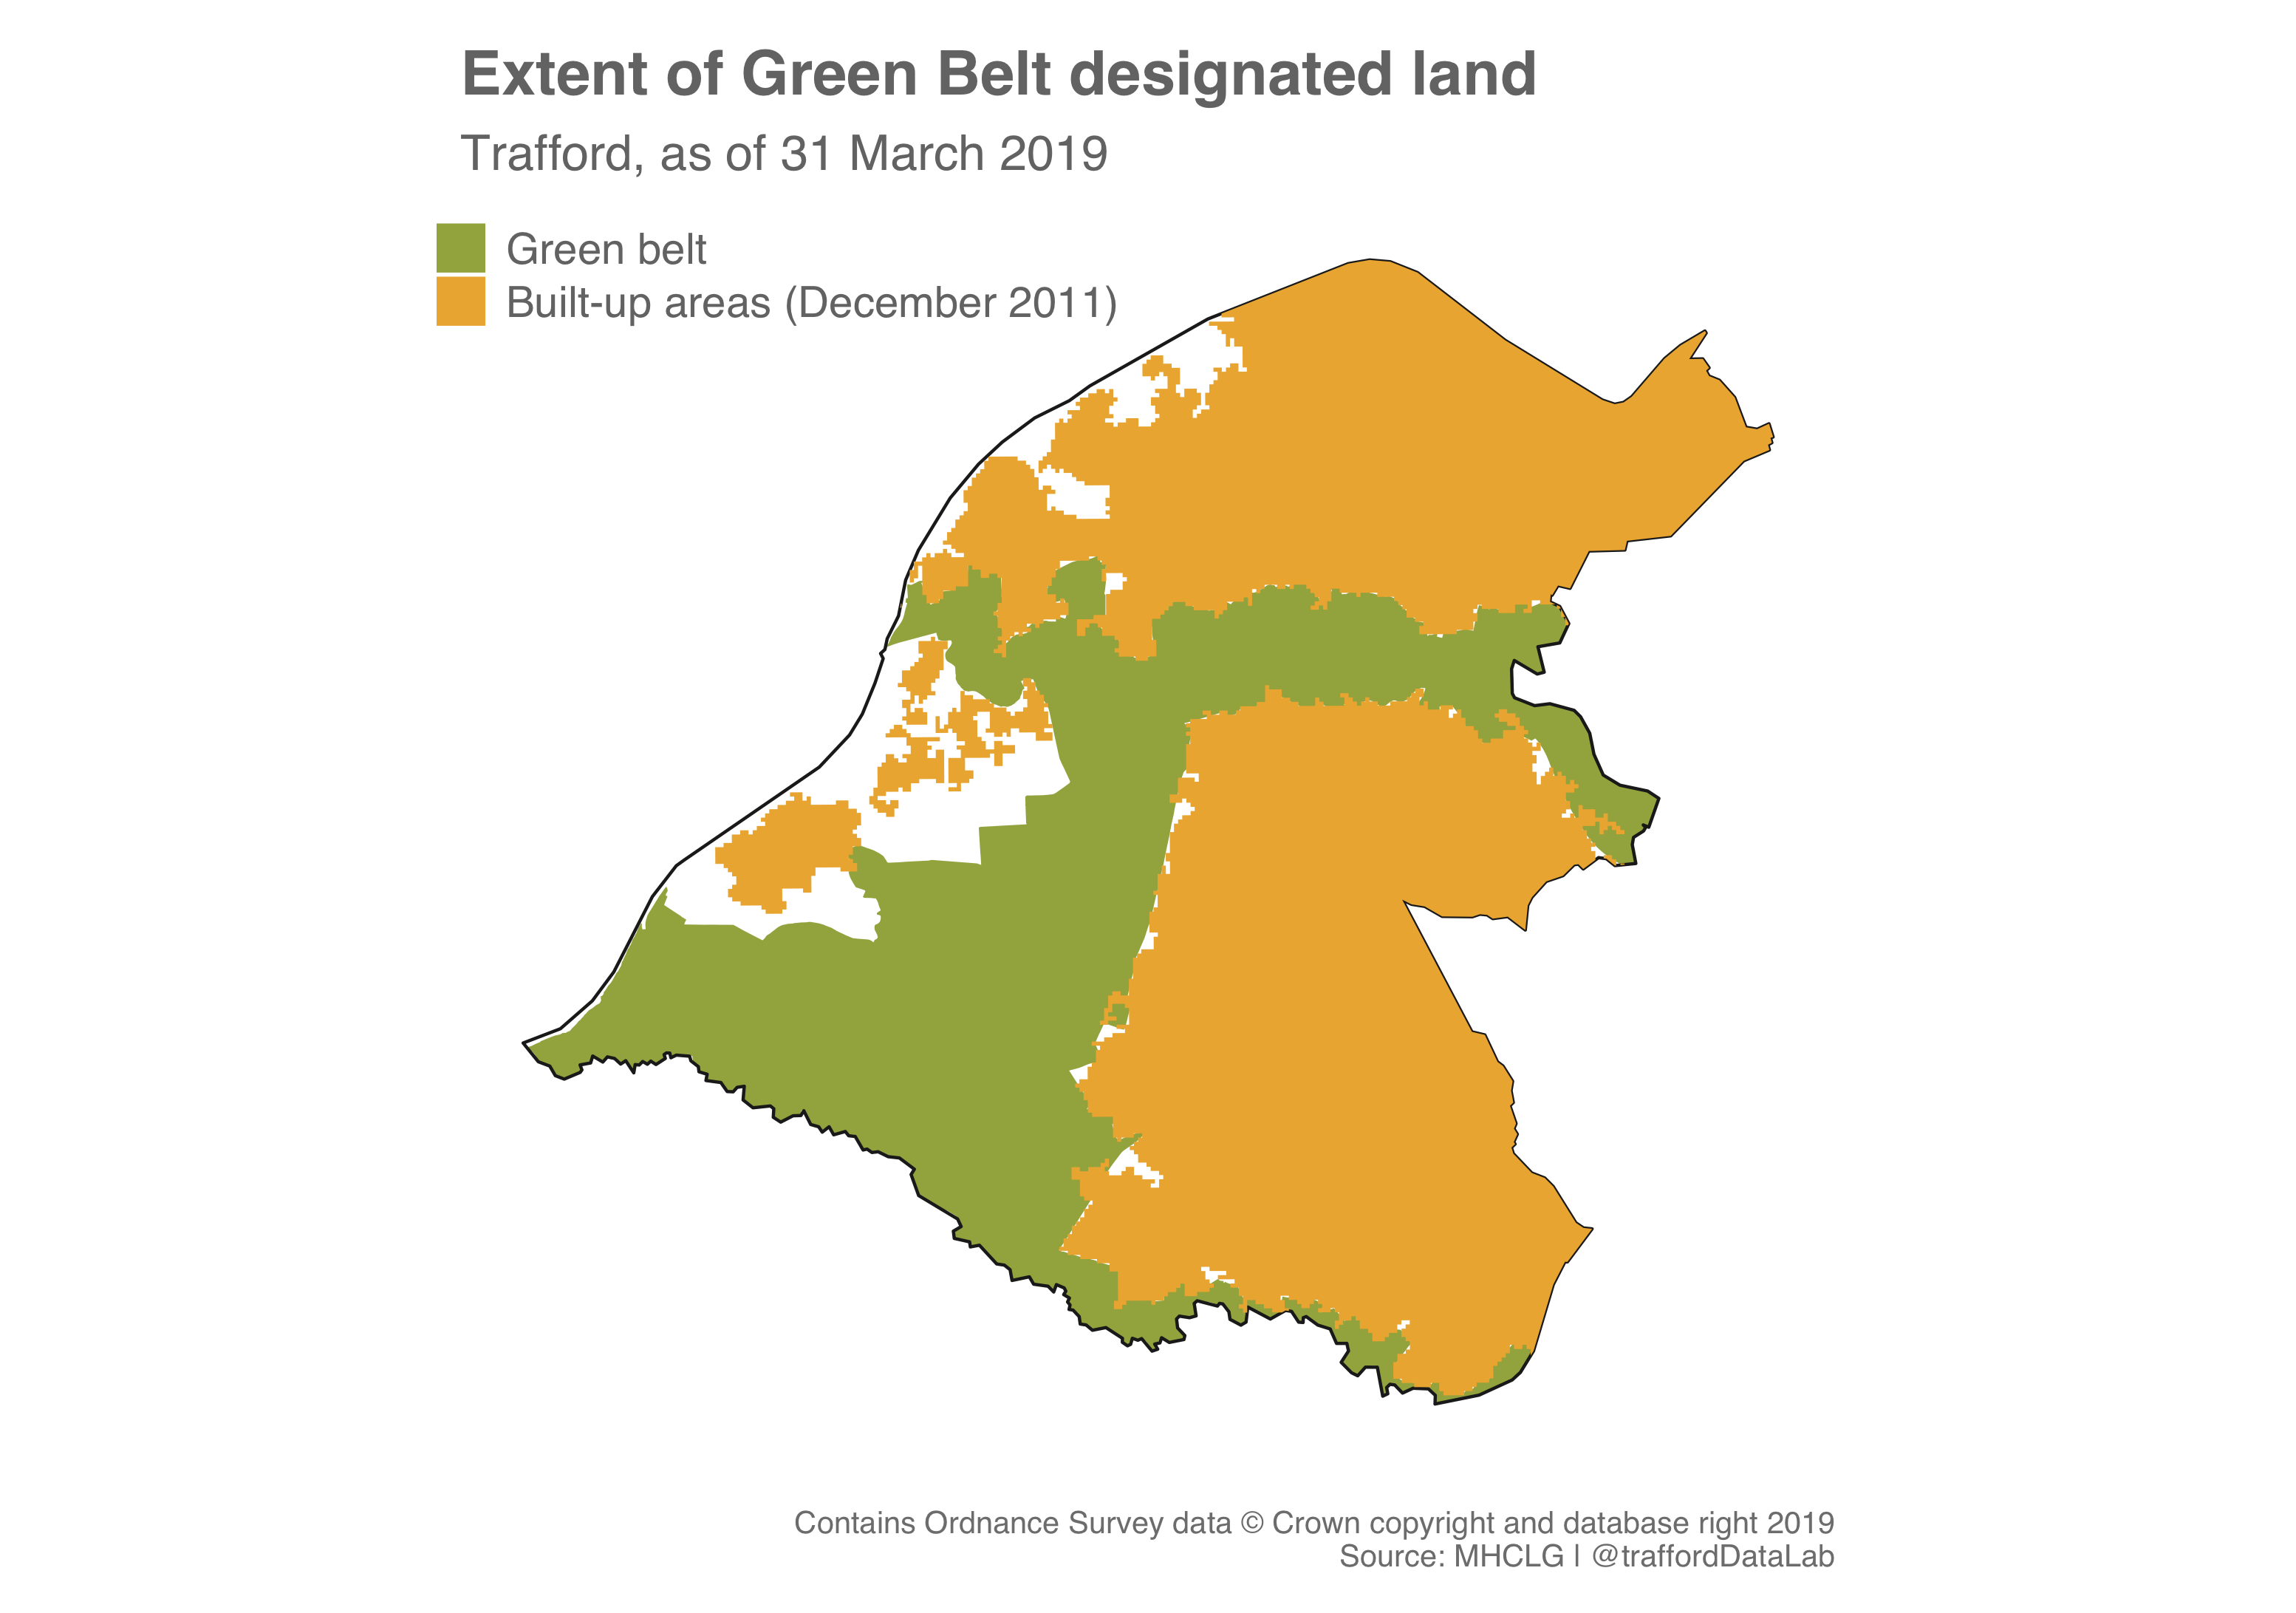 Extent of Green Belt designated land
Trafford, as of 31 March 2019
Green belt
Built-up areas (December 2011)
Contains Ordnance Survey data © Crown copyright and database right 2019
Source: MHCLG | @traffordDataLab